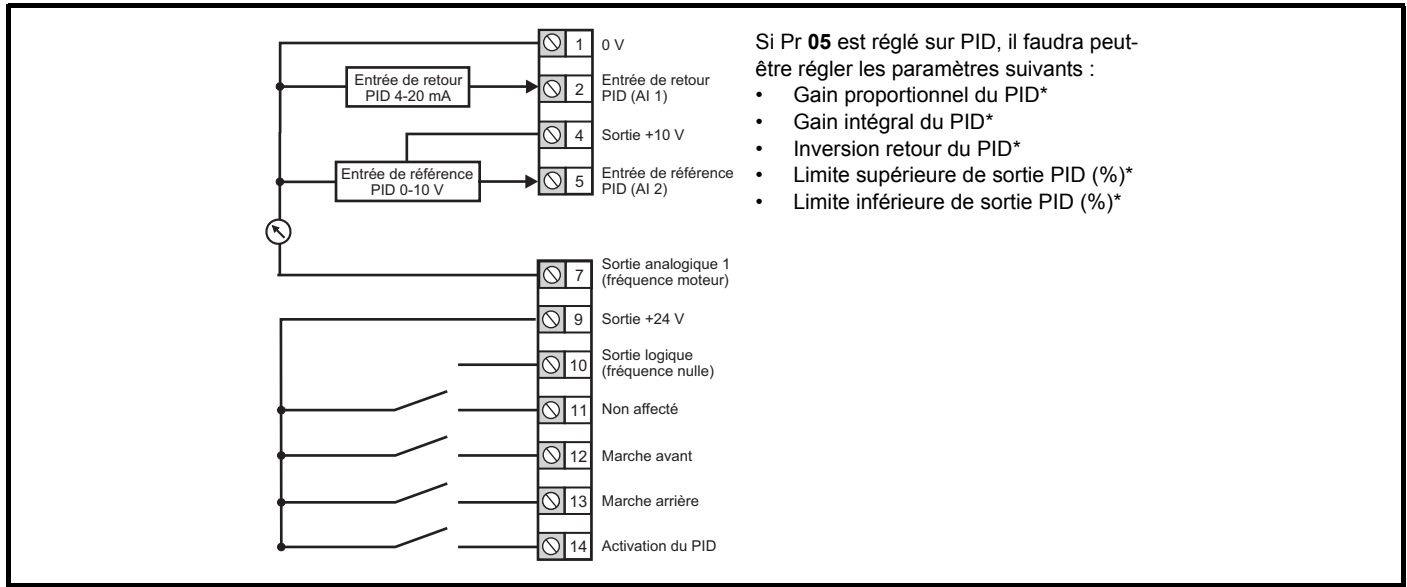 1 0 V
Entrée de retour
PID 4-20 mA
2 Entrée de retour
PID (AI 1)
4 Sortie +10 V
Entrée de référence
PID 0-10 V
5 Entrée de référence
PID (AI 2)
7 Sortie analogique 1
(fréquence moteur)
9 Sortie +24 V
10 Sortie logique
(fréquence nulle)
11 Non affecté
12 Marche avant
13 Marche arrière
14 Activation du PID
Si Pr 05 est réglé sur PID, il faudra peut-
être régler les paramètres suivants :
• Gain proportionnel du PID*
• Gain intégral du PID*
• Inversion retour du PID*
• Limite supérieure de sortie PID (%)*
• Limite inférieure de sortie PID (%)*